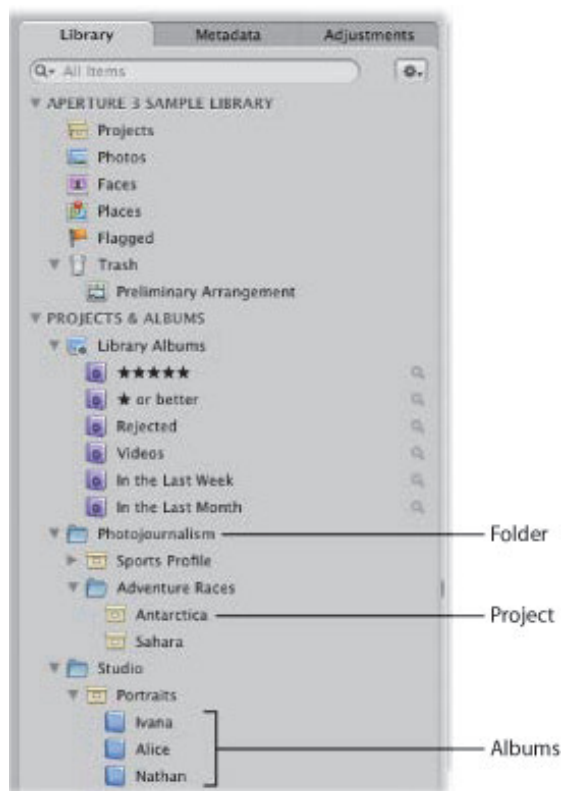 Library Metadata Adjustments
All Items
APERTURE 3 SAMPLE LIBRARY
Projects
Photos
Faces
Places
Flagged
Trash
Preliminary Arrangement
PROJECTS & ALBUMS
Library Albums
★★★★★
★ or better
Rejected
Videos
In the Last Week
In the Last Month
Photojournalism Folder
Sports Profile
Adventure Races
Antarctica Project
Sahara
Studio
Portraits
Ivana
Alice Albums
Nathan